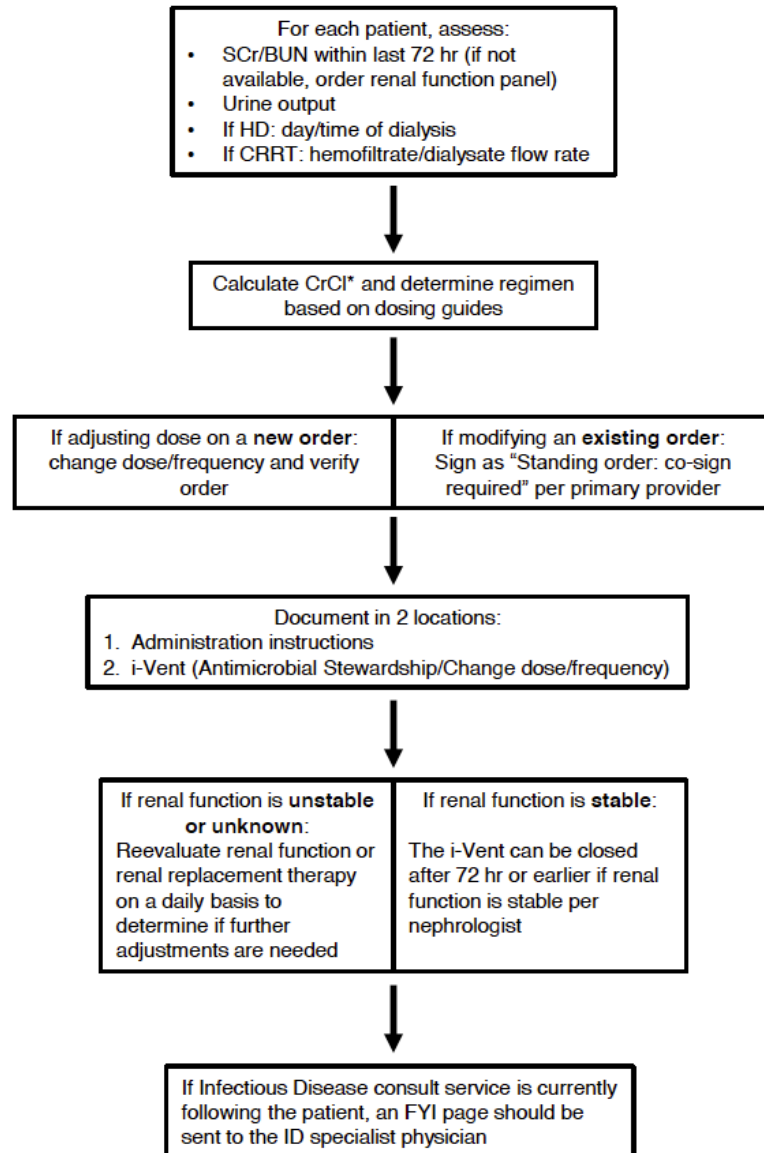 For each patient, assess:
• SCr/BUN within last 72 hr (if not
available, order renal function panel)
• Urine output
• If HD: day/time of dialysis
• If CRRT: hemofiltrate/dialysate flow rate
Calculate CrCl* and determine regimen
based on dosing guides
If adjusting dose on a new order:
change dose/frequency and verify
order
If modifying an existing order:
Sign as “Standing order: co-sign
required” per primary provider
Document in 2 locations:
1. Administration instructions
2. i-Vent (Antimicrobial Stewardship/Change dose/frequency)
If renal function is unstable
or unknown:
Reevaluate renal function or
renal replacement therapy
on a daily basis to
determine if further
adjustments are needed
If renal function is stable:
The i-Vent can be closed
after 72 hr or earlier if renal
function is stable per
nephrologist
If Infectious Disease consult service is currently
following the patient, an FYI page should be
sent to the ID specialist physician